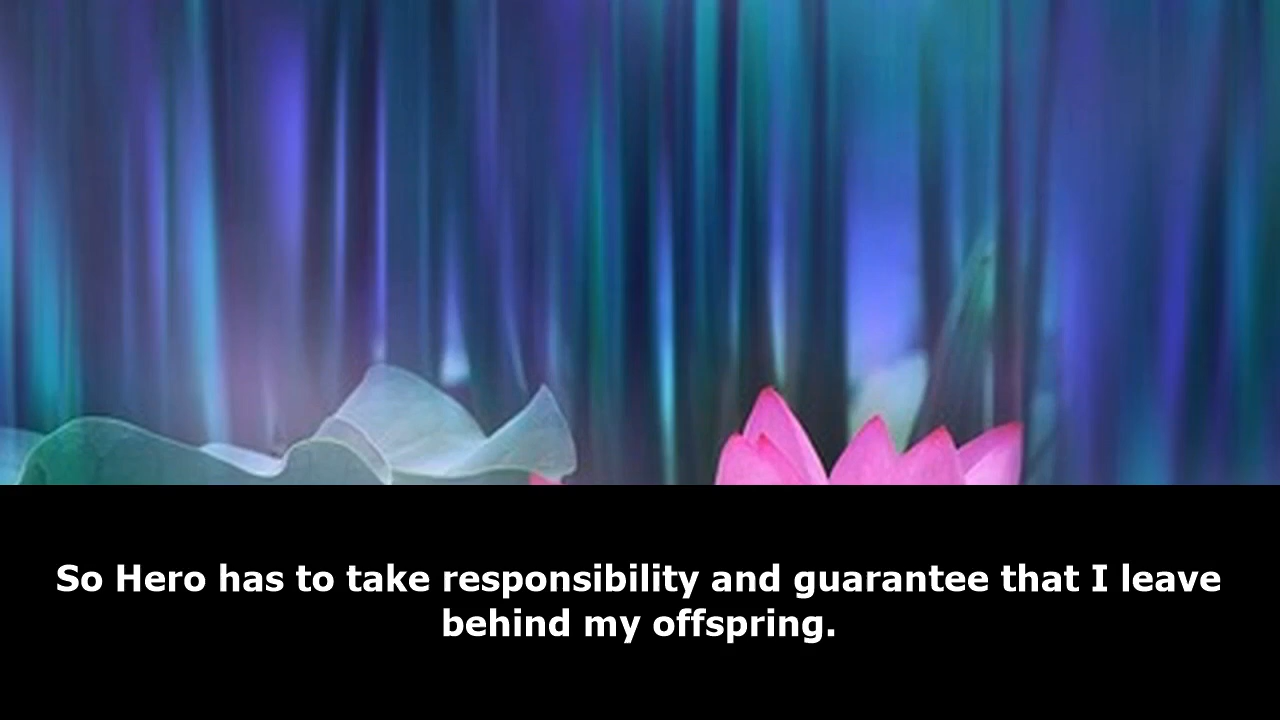 So Hero has to take responsibility and guarantee that I leave
behind my offspring.